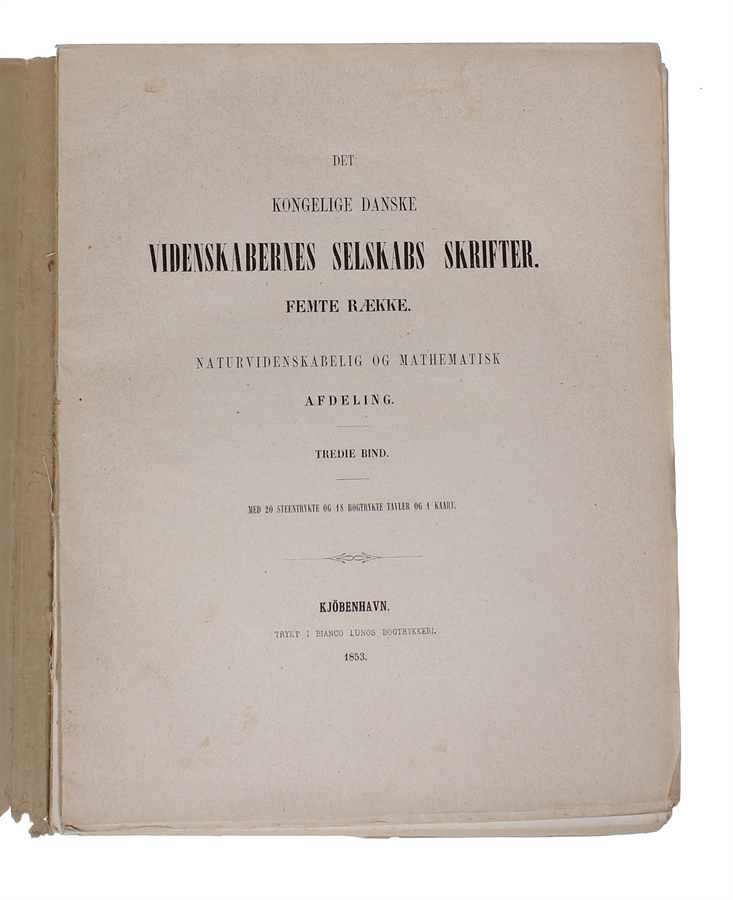 DET
KONGELIGE DANSKE
VIDENSKABERNES SELSKABS SKRIFTER.
FEMTE RÆKKE.
NATURVIDENSKABELIG OG MATHEMATISK
AFDELING.
TREDIE BIND.
MED 20 STEENTRYKTE OG 18 BOGTRYKTE TAVLER OG 1 KAART.
KJÖBENHAVN.
TRYKT I BIANCO LUNOS BOGTRYKKERI.
1853.